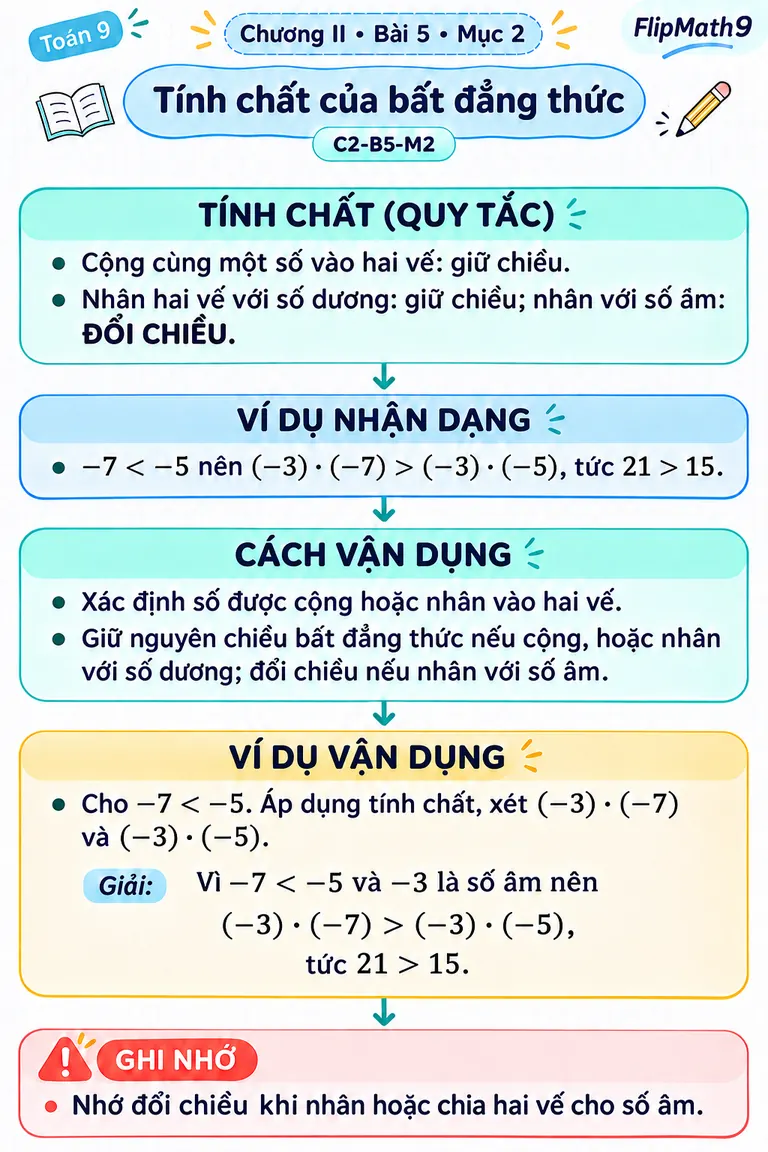 Toán 9
Chương II • Bài 5 • Mục 2
FlipMath9
Tính chất của bất đẳng thức
C2-B5-M2
TÍNH CHẤT (QUY TẮC)
• Cộng cùng một số vào hai vế: giữ chiều.
• Nhân hai vế với số dương: giữ chiều; nhân với số âm:
ĐỔI CHIỀU.
VÍ DỤ NHẬN DẠNG
• −7 < −5 nên (−3) · (−7) > (−3) · (−5), tức 21 > 15.
CÁCH VẬN DỤNG
• Xác định số được cộng hoặc nhân vào hai vế.
• Giữ nguyên chiều bất đẳng thức nếu cộng, hoặc nhân
với số dương; đổi chiều nếu nhân với số âm.
VÍ DỤ VẬN DỤNG
• Cho −7 < −5. Áp dụng tính chất, xét (−3) · (−7)
và (−3) · (−5).
Giải: Vì −7 < −5 và −3 là số âm nên
(−3) · (−7) > (−3) · (−5),
tức 21 > 15.
GHI NHỚ
• Nhớ đổi chiều khi nhân hoặc chia hai vế cho số âm.